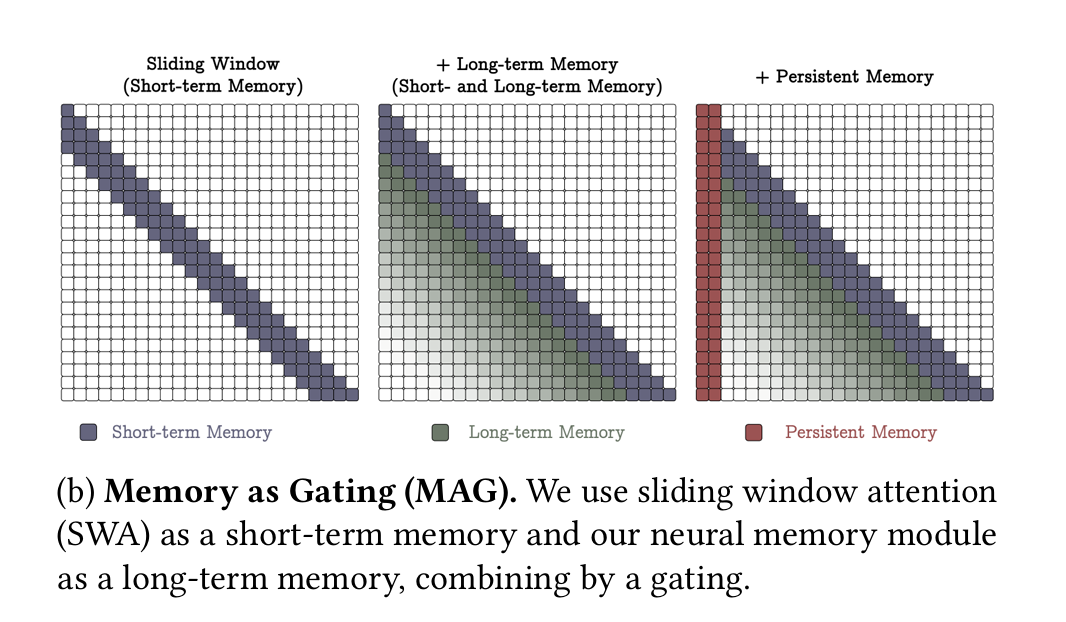 Sliding Window
(Short-term Memory)
+ Long-term Memory
(Short- and Long-term Memory)
+ Persistent Memory
Short-term Memory
Long-term Memory
Persistent Memory
(b) Memory as Gating (MAG). We use sliding window attention
(SWA) as a short-term memory and our neural memory module
as a long-term memory, combining by a gating.